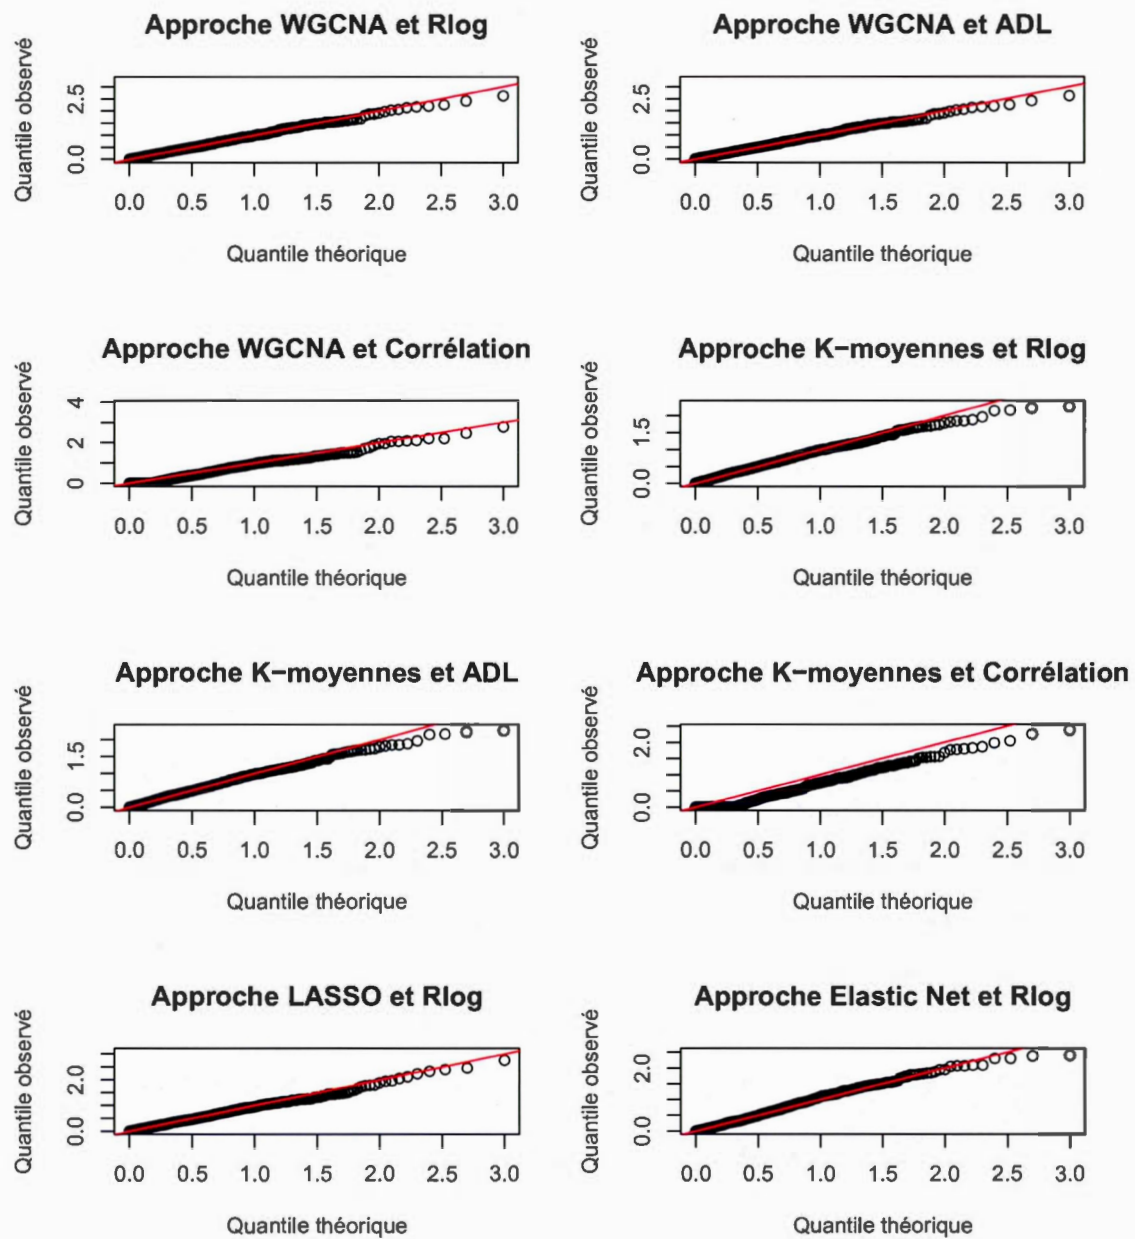 Approche WGCNA et Rlog
Quantile observé
2.5
0.0
0.0 0.5 1.0 1.5 2.0 2.5 3.0
Quantile théorique
Approche WGCNA et ADL
Quantile observé
2.5
0.0
0.0 0.5 1.0 1.5 2.0 2.5 3.0
Quantile théorique
Approche WGCNA et Corrélation
Quantile observé
4
2
0
0.0 0.5 1.0 1.5 2.0 2.5 3.0
Quantile théorique
Approche K−moyennes et Rlog
Quantile observé
1.5
0.0
0.0 0.5 1.0 1.5 2.0 2.5 3.0
Quantile théorique
Approche K−moyennes et ADL
Quantile observé
1.5
0.0
0.0 0.5 1.0 1.5 2.0 2.5 3.0
Quantile théorique
Approche K−moyennes et Corrélation
Quantile observé
2.0
0.0
0.0 0.5 1.0 1.5 2.0 2.5 3.0
Quantile théorique
Approche LASSO et Rlog
Quantile observé
2.0
0.0
0.0 0.5 1.0 1.5 2.0 2.5 3.0
Quantile théorique
Approche Elastic Net et Rlog
Quantile observé
2.0
0.0
0.0 0.5 1.0 1.5 2.0 2.5 3.0
Quantile théorique